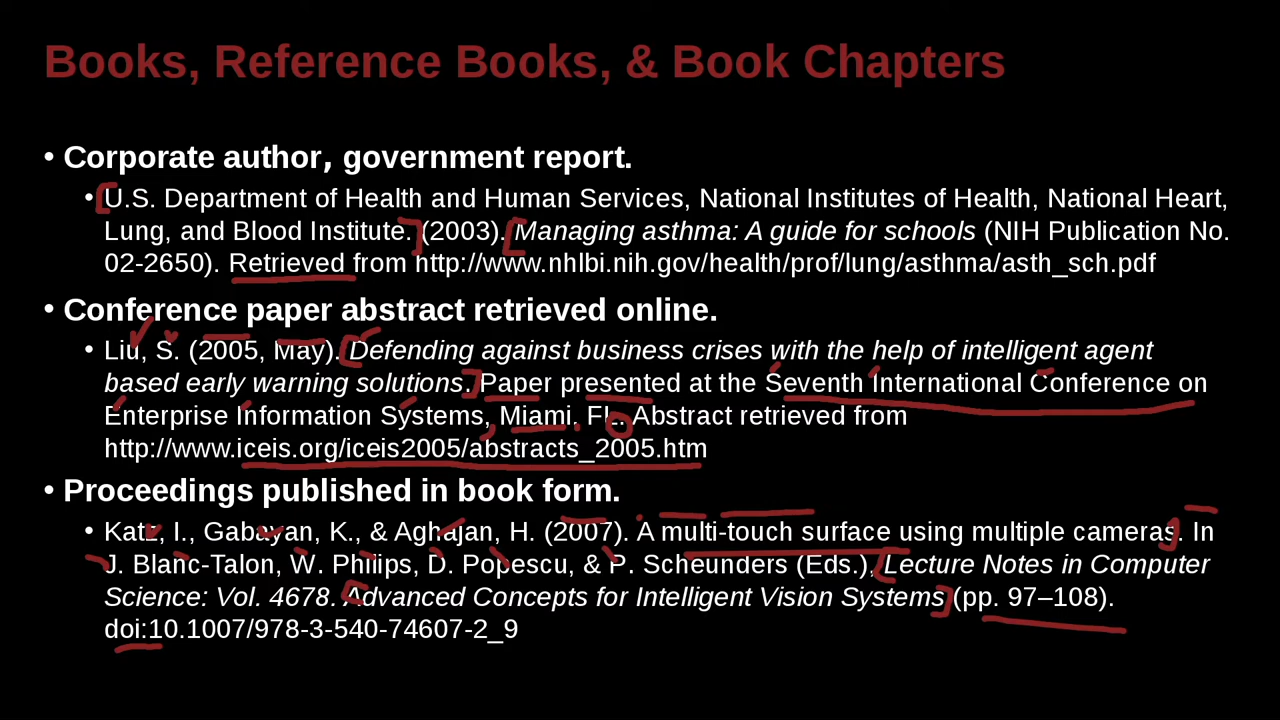 Books, Reference Books, & Book Chapters
• Corporate author, government report.
• U.S. Department of Health and Human Services, National Institutes of Health, National Heart,
Lung, and Blood Institute. (2003). Managing asthma: A guide for schools (NIH Publication No.
02-2650). Retrieved from http://www.nhlbi.nih.gov/health/prof/lung/asthma/asth_sch.pdf
• Conference paper abstract retrieved online.
• Liu, S. (2005, May). Defending against business crises with the help of intelligent agent
based early warning solutions. Paper presented at the Seventh International Conference on
Enterprise Information Systems, Miami. FL. Abstract retrieved from
http://www.iceis.org/iceis2005/abstracts_2005.htm
• Proceedings published in book form.
• Katz, I., Gabayan, K., & Aghajan, H. (2007). A multi-touch surface using multiple cameras. In
J. Blanc-Talon, W. Philips, D. Popescu, & P. Scheunders (Eds.), Lecture Notes in Computer
Science: Vol. 4678. Advanced Concepts for Intelligent Vision Systems (pp. 97–108).
doi:10.1007/978-3-540-74607-2_9